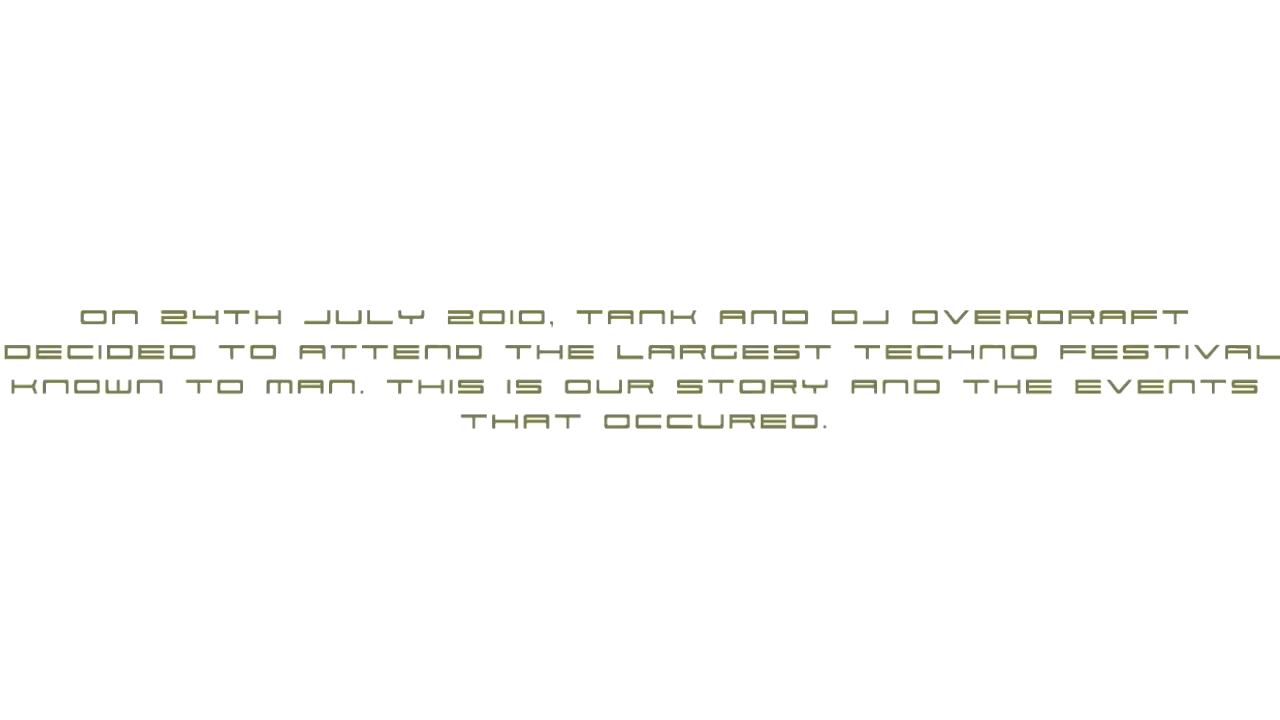 ON 24TH JULY 2010, TANK AND DJ OVERDRAFT
DECIDED TO ATTEND THE LARGEST TECHNO FESTIVAL
KNOWN TO MAN. THIS IS OUR STORY AND THE EVENTS
THAT OCCURED.